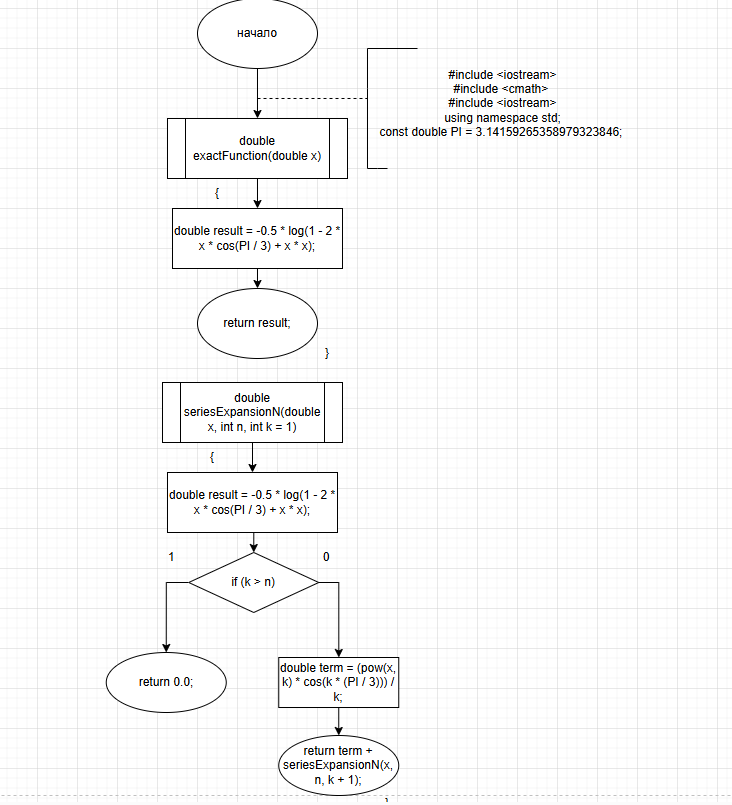 начало
#include <iostream>
#include <cmath>
#include <iostream>
using namespace std;
const double PI = 3.14159265358979323846;
double
exactFunction(double x)
{
double result = -0.5 * log(1 - 2 *
x * cos(PI / 3) + x * x);
return result;
}
double
seriesExpansionN(double
x, int n, int k = 1)
{
double result = -0.5 * log(1 - 2 *
x * cos(PI / 3) + x * x);
1
0
if (k > n)
return 0.0;
double term = (pow(x,
k) * cos(k * (PI / 3))) /
k;
return term +
seriesExpansionN(x,
n, k + 1);
}